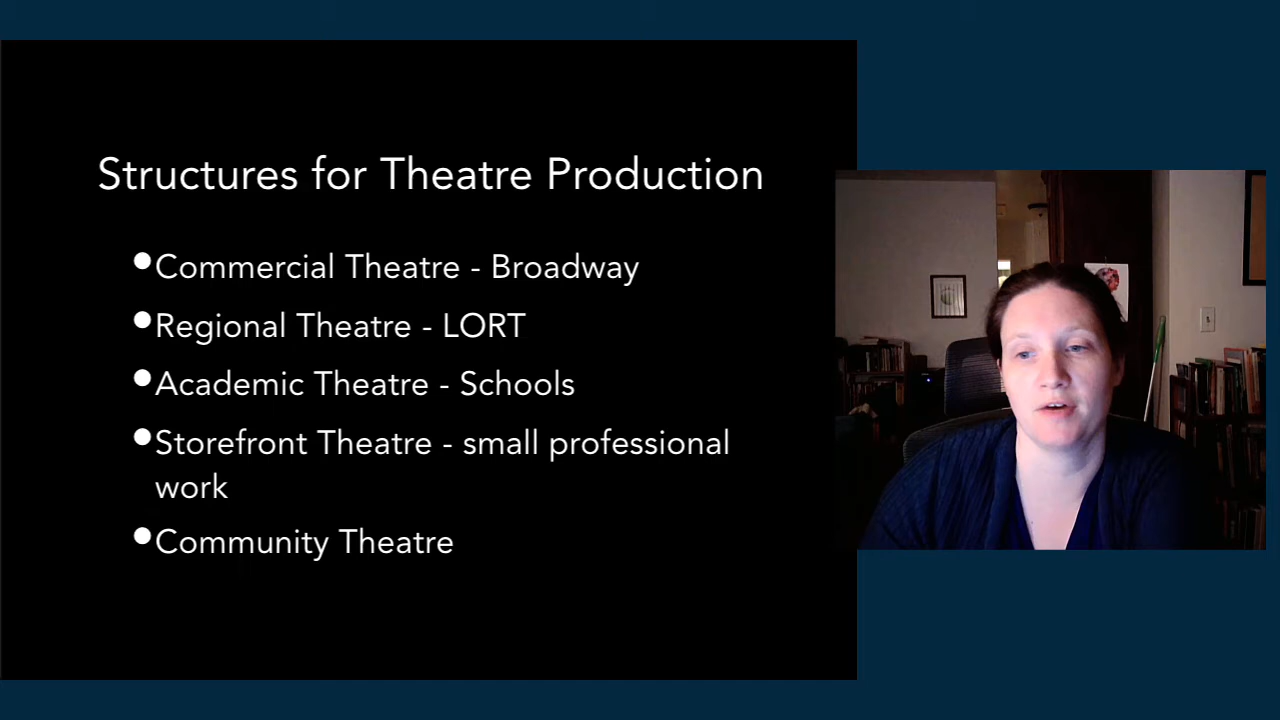 Structures for Theatre Production
•Commercial Theatre - Broadway
•Regional Theatre - LORT
•Academic Theatre - Schools
•Storefront Theatre - small professional
work
•Community Theatre